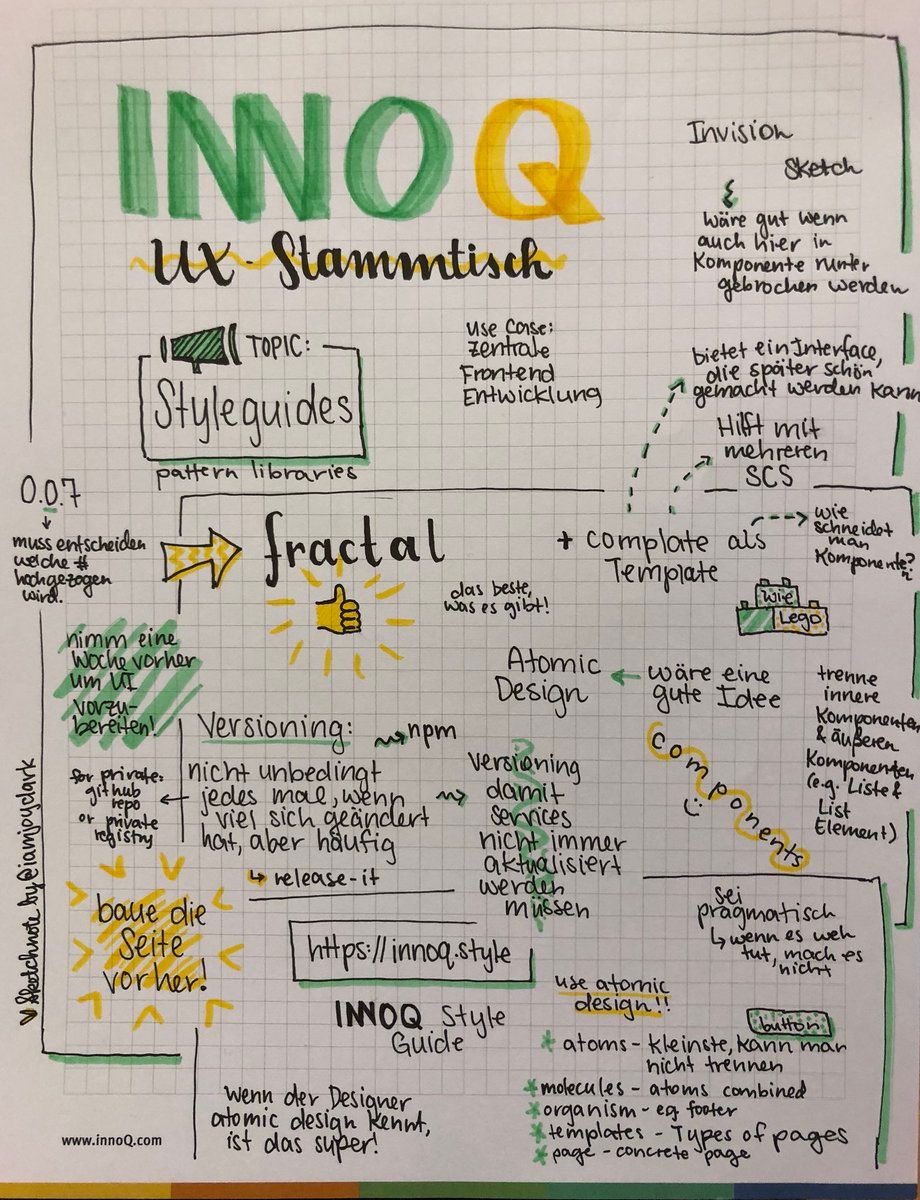 INNOQ
UX-Stammtisch
Invision
Sketch
wäre gut wenn
auch hier in
Komponente runter
gebrochen werden
TOPIC:
Styleguides
pattern libraries
Use Case:
Zentrale
Frontend
Entwicklung
bietet ein Interface,
die später schön
gemacht werden kann
Hilft mit
mehreren
SCS
0.0.7
muss entscheiden
welche #
hochgezogen
wird.
fractal
das beste,
was es gibt!
+ complate als
Template
wie
schneidet
man
Komponente?
wie
Lego
nimm eine
Woche vorher
um UI
vorzu-
bereiten!
Atomic
Design
wäre eine
gute Idee
trenne
innere
Komponenten
& äußeren
Komponenten
(e.g. Liste &
List
Element)
Components
Versioning:
npm
nicht unbedingt
jedes mal, wenn
viel sich geändert
hat, aber häufig
release-it
for private:
github
repo
or private
registry
Versioning
damit
services
nicht immer
aktualisiert
werden
müssen
baue die
Seite
vorher!
Sketchnote by @iamjoyclark
https://innoq.style
INNOQ Style
Guide
sei
pragmatisch
wenn es weh
tut, mach es
nicht
use atomic
design!!
button
* atoms - kleinste, kann man
nicht trennen
* molecules - atoms combined
* organism - eg footer
* templates - Types of pages
* page - concrete page
wenn der Designer
atomic design kennt,
ist das super!
www.innoQ.com